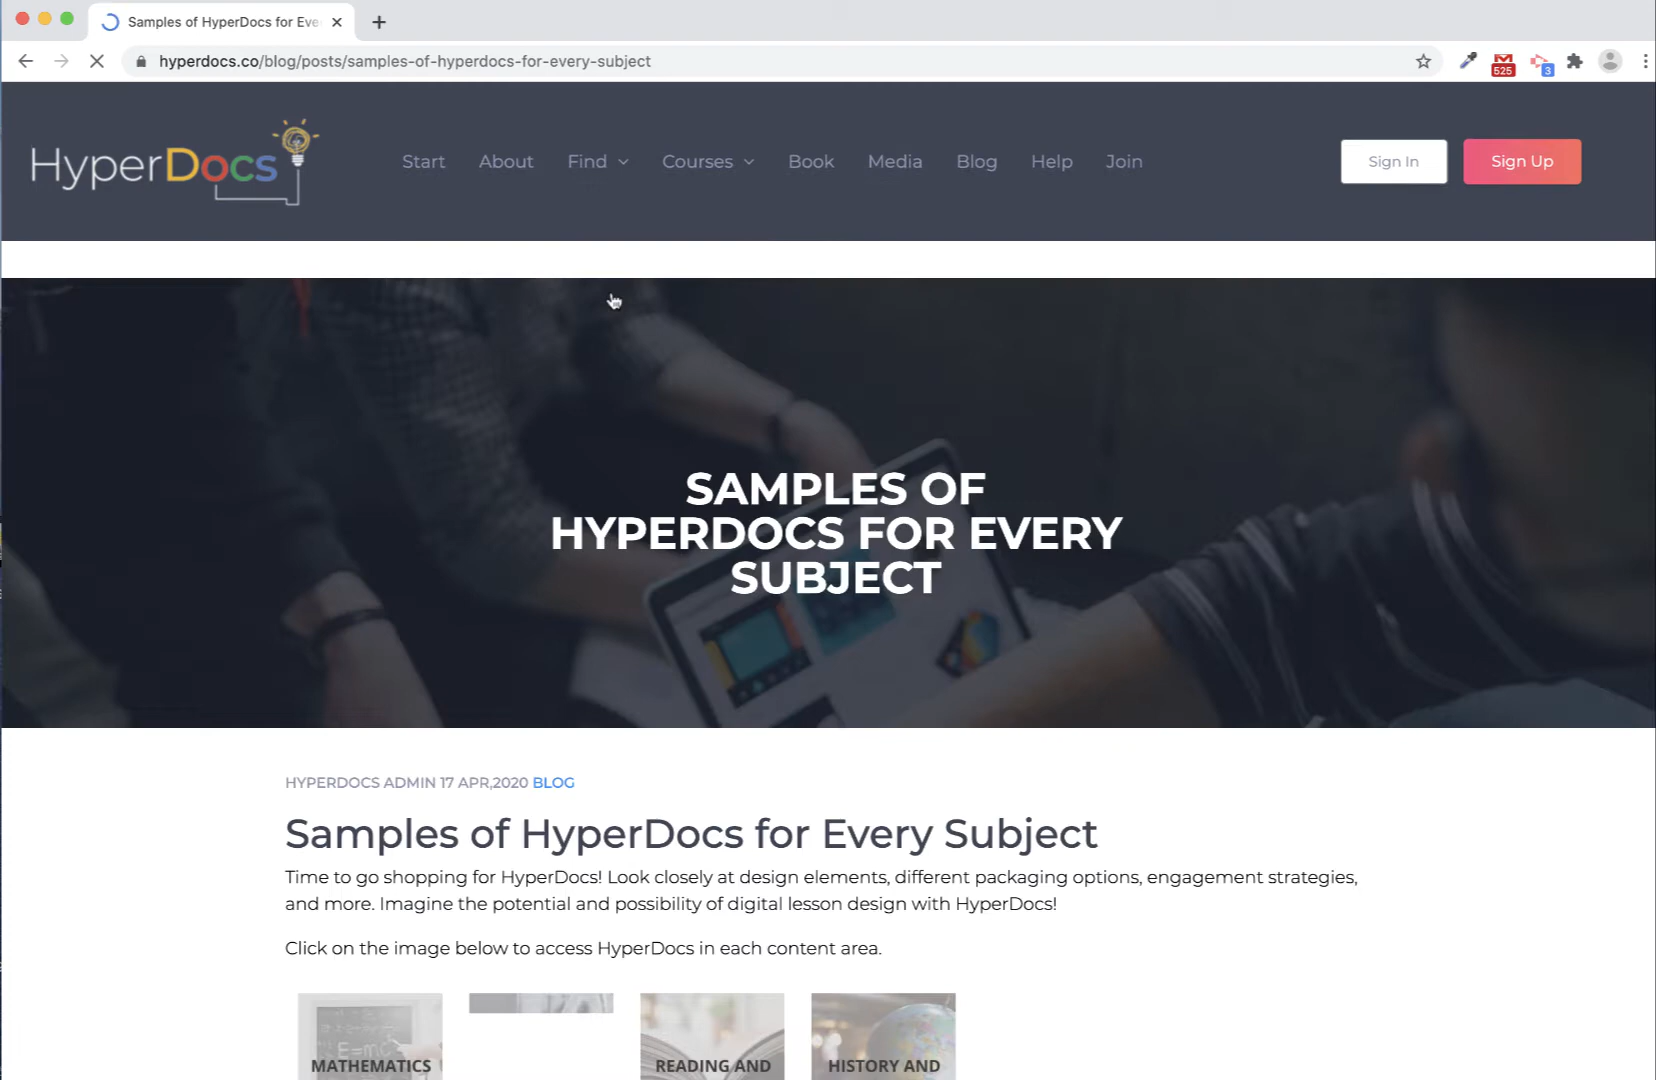 Samples of HyperDocs for Eve
hyperdocs.co/blog/posts/samples-of-hyperdocs-for-every-subject
525
3
HyperDocs
Start About Find Courses Book Media Blog Help Join
Sign In Sign Up
SAMPLES OF
HYPERDOCS FOR EVERY
SUBJECT
HYPERDOCS ADMIN 17 APR,2020 BLOG
Samples of HyperDocs for Every Subject
Time to go shopping for HyperDocs! Look closely at design elements, different packaging options, engagement strategies,
and more. Imagine the potential and possibility of digital lesson design with HyperDocs!
Click on the image below to access HyperDocs in each content area.
E=mc
MATHEMATICS READING AND HISTORY AND